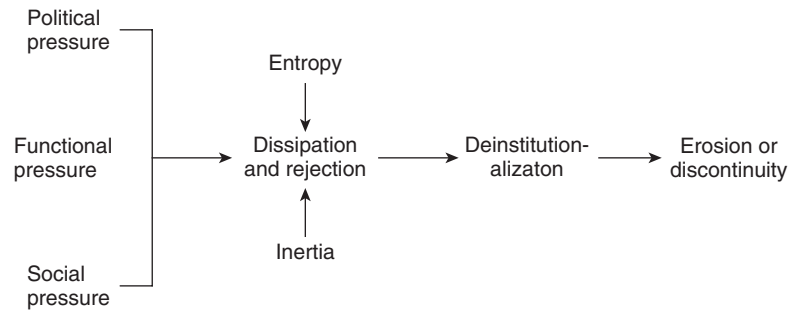 Political
pressure
Entropy
Functional
pressure
Dissipation
and rejection
Deinstitution-
alizaton
Erosion or
discontinuity
Inertia
Social
pressure